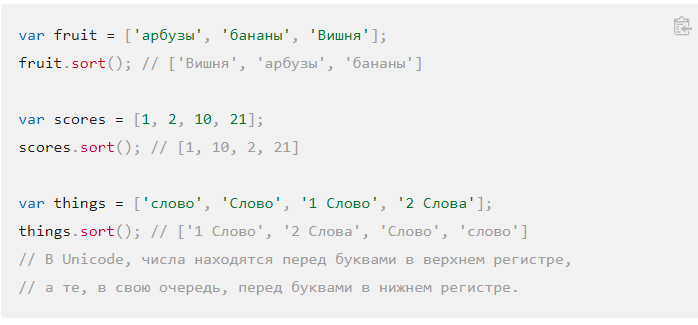 var fruit = ['арбузы', 'бананы', 'Вишня'];
fruit.sort(); // ['Вишня', 'арбузы', 'бананы']
var scores = [1, 2, 10, 21];
scores.sort(); // [1, 10, 2, 21]
var things = ['слово', 'Слово', '1 Слово', '2 Слова'];
things.sort(); // ['1 Слово', '2 Слова', 'Слово', 'слово']
// В Unicode, числа находятся перед буквами в верхнем регистре,
// а те, в свою очередь, перед буквами в нижнем регистре.